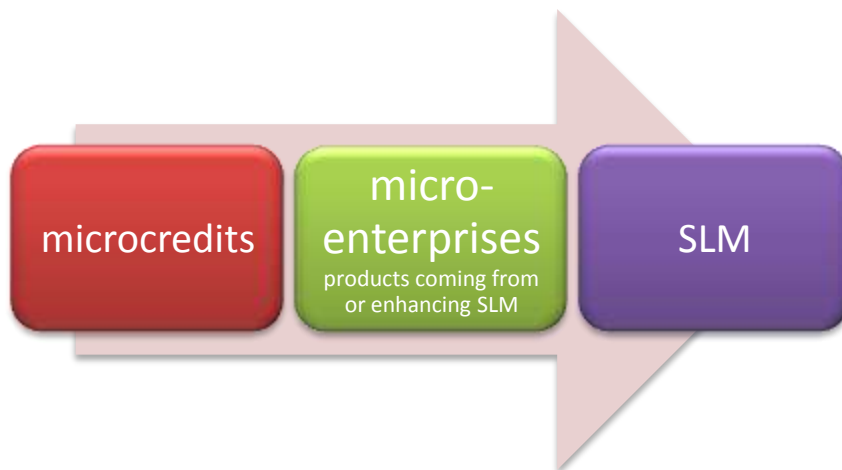 microcredits
micro-
enterprises
products coming from
or enhancing SLM
SLM